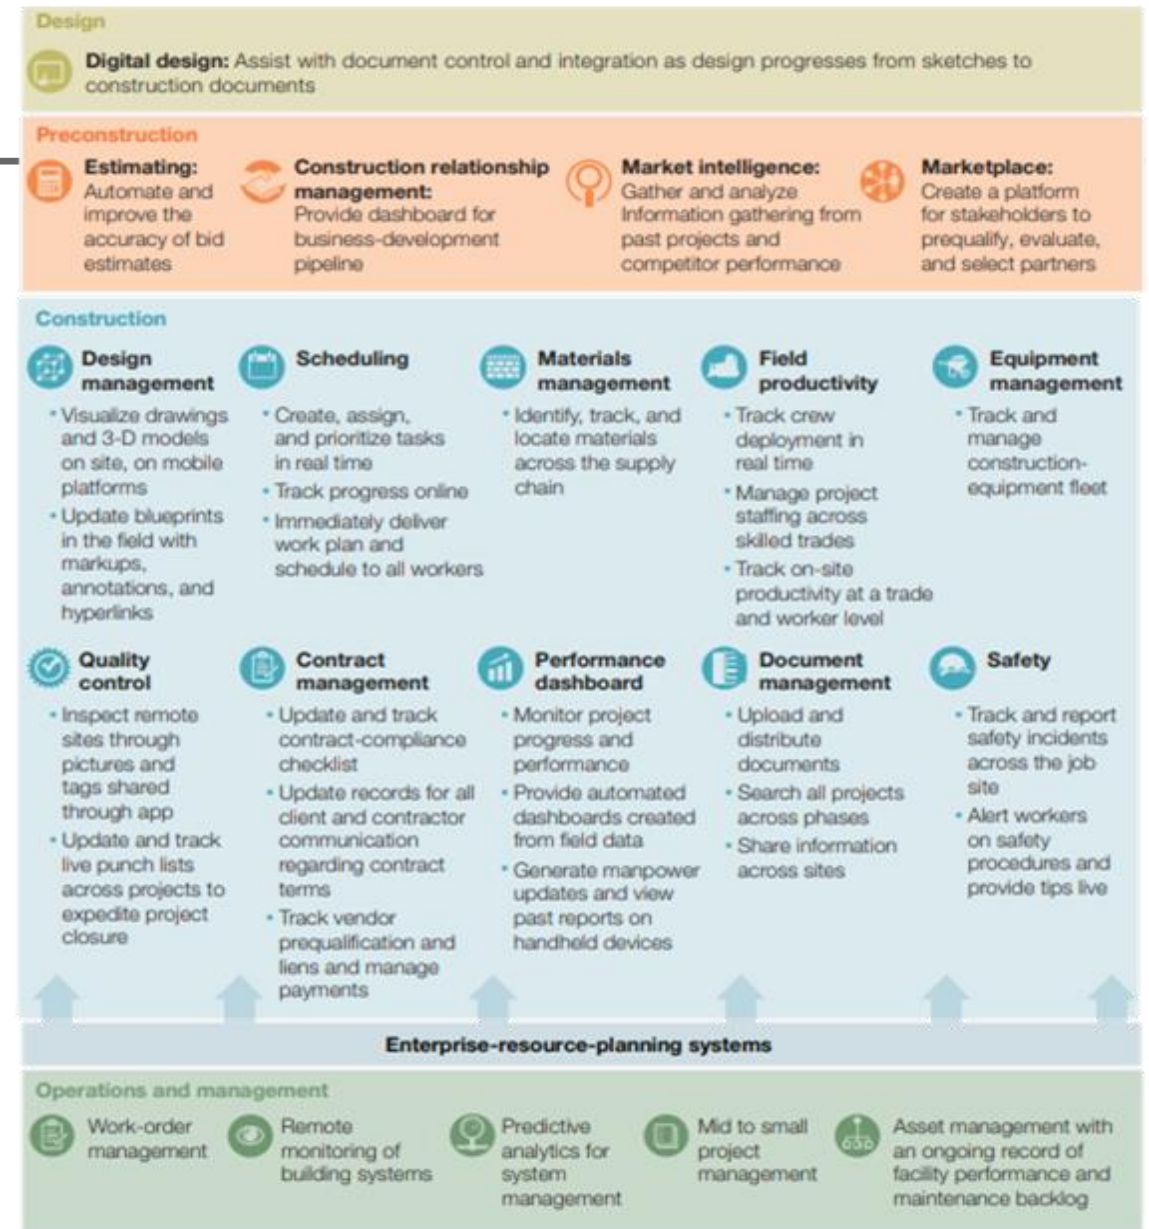 Design
Digital design: Assist with document control and integration as design progresses from sketches to
construction documents
Preconstruction
Estimating:
Automate and
improve the
accuracy of bid
estimates
Construction relationship
management:
Provide dashboard for
business-development
pipeline
Market intelligence:
Gather and analyze
Information gathering from
past projects and
competitor performance
Marketplace:
Create a platform
for stakeholders to
prequalify, evaluate,
and select partners
Construction
Design
management
• Visualize drawings
and 3-D models
on site, on mobile
platforms
• Update blueprints
in the field with
markups,
annotations, and
hyperlinks
Scheduling
• Create, assign,
and prioritize tasks
in real time
• Track progress online
• Immediately deliver
work plan and
schedule to all workers
Materials
management
• Identify, track, and
locate materials
across the supply
chain
Field
productivity
• Track crew
deployment in
real time
• Manage project
staffing across
skilled trades
• Track on-site
productivity at a trade
and worker level
Equipment
management
• Track and
manage
construction-
equipment fleet
Quality
control
• Inspect remote
sites through
pictures and
tags shared
through app
• Update and track
live punch lists
across projects to
expedite project
closure
Contract
management
• Update and track
contract-compliance
checklist
• Update records for all
client and contractor
communication
regarding contract
terms
• Track vendor
prequalification and
liens and manage
payments
Performance
dashboard
• Monitor project
progress and
performance
• Provide automated
dashboards created
from field data
• Generate manpower
updates and view
past reports on
handheld devices
Document
management
• Upload and
distribute
documents
• Search all projects
across phases
• Share information
across sites
Safety
• Track and report
safety incidents
across the job
site
• Alert workers
on safety
procedures and
provide tips live
Enterprise-resource-planning systems
Operations and management
Work-order
management
Remote
monitoring of
building systems
Predictive
analytics for
system
management
Mid to small
project
management
Asset management with
an ongoing record of
facility performance and
maintenance backlog